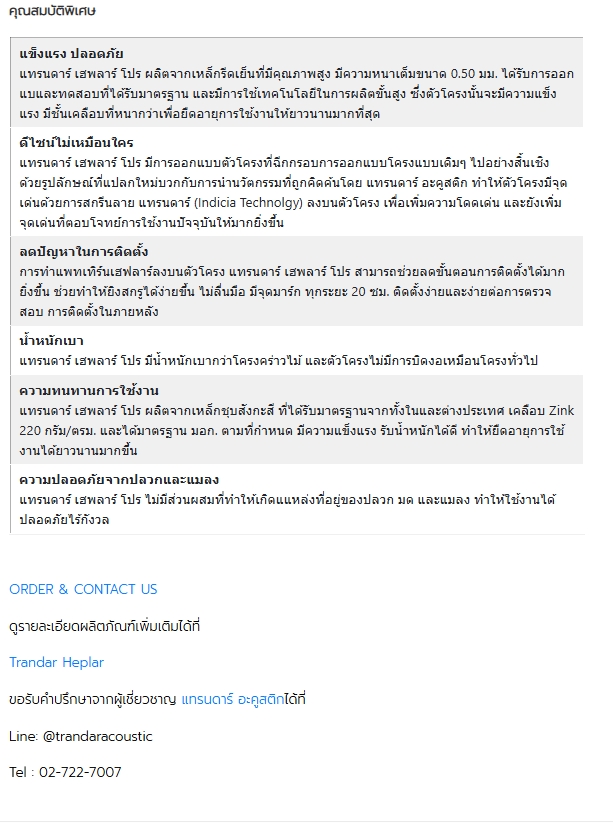 คุณสมบัติพิเศษ
แข็งแรง ปลอดภัย
แทรนดาร์ เฮพลาร์ โปร ผลิตจากเหล็กรีดเย็นที่มีคุณภาพสูง มีความหนาเต็มขนาด 0.50 มม. ได้รับการออก
แบและทดสอบที่ได้รับมาตรฐาน และมีการใช้เทคโนโลยีในการผลิตขั้นสูง ซึ่งตัวโครงนั้นจะมีความแข็ง
แรง มีชั้นเคลือบที่หนากว่าเพื่อยืดอายุการใช้งานให้ยาวนานมากที่สุด
ดีไซน์ไม่เหมือนใคร
แทรนดาร์ เฮพลาร์ โปร มีการออกแบบตัวโครงที่ฉีกกรอบการออกแบบโครงแบบเดิมๆ ไปอย่างสิ้นเชิง
ด้วยรูปลักษณ์ที่แปลกใหม่บวกกับการนำนวัตกรรมที่ถูกคิดค้นโดย แทรนดาร์ อะคูสติก ทำให้ตัวโครงมีจุด
เด่นด้วยการสกรีนลาย แทรนดาร์ (Indicia Technolgy) ลงบนตัวโครง เพื่อเพิ่มความโดดเด่น และยังเพิ่ม
จุดเด่นที่ตอบโจทย์การใช้งานปัจจุบันให้มากยิ่งขึ้น
ลดปัญหาในการติดตั้ง
การทำแพทเทิร์นเฮฟลาร์ลงบนตัวโครง แทรนดาร์ เฮพลาร์ โปร สามารถช่วยลดขั้นตอนการติดตั้งได้มาก
ยิ่งขึ้น ช่วยทำให้ยิงสกรูได้ง่ายขึ้น ไม่ลื่นมือ มีจุดมาร์ก ทุกระยะ 20 ซม. ติดตั้งง่ายและง่ายต่อการตรวจ
สอบ การติดตั้งในภายหลัง
น้ำหนักเบา
แทรนดาร์ เฮพลาร์ โปร มีน้ำหนักเบากว่าโครงคร่าวไม้ และตัวโครงไม่มีการบิดงอเหมือนโครงทั่วไป
ความทนทานการใช้งาน
แทรนดาร์ เฮพลาร์ โปร ผลิตจากเหล็กชุบสังกะสี ที่ได้รับมาตรฐานจากทั้งในและต่างประเทศ เคลือบ Zink
220 กรัม/ตรม. และได้มาตรฐาน มอก. ตามที่กำหนด มีความแข็งแรง รับน้ำหนักได้ดี ทำให้ยืดอายุการใช้
งานได้ยาวนานมากขึ้น
ความปลอดภัยจากปลวกและแมลง
แทรนดาร์ เฮพลาร์ โปร ไม่มีส่วนผสมที่ทำให้เกิดแแหล่งที่อยู่ของปลวก มด และแมลง ทำให้ใช้งานได้
ปลอดภัยไร้กังวล
ORDER & CONTACT US
ดูรายละเอียดผลิตภัณฑ์เพิ่มเติมได้ที่
Trandar Heplar
ขอรับคำปรึกษาจากผู้เชี่ยวชาญ แทรนดาร์ อะคูสติกได้ที่
Line: @trandaracoustic
Tel : 02-722-7007